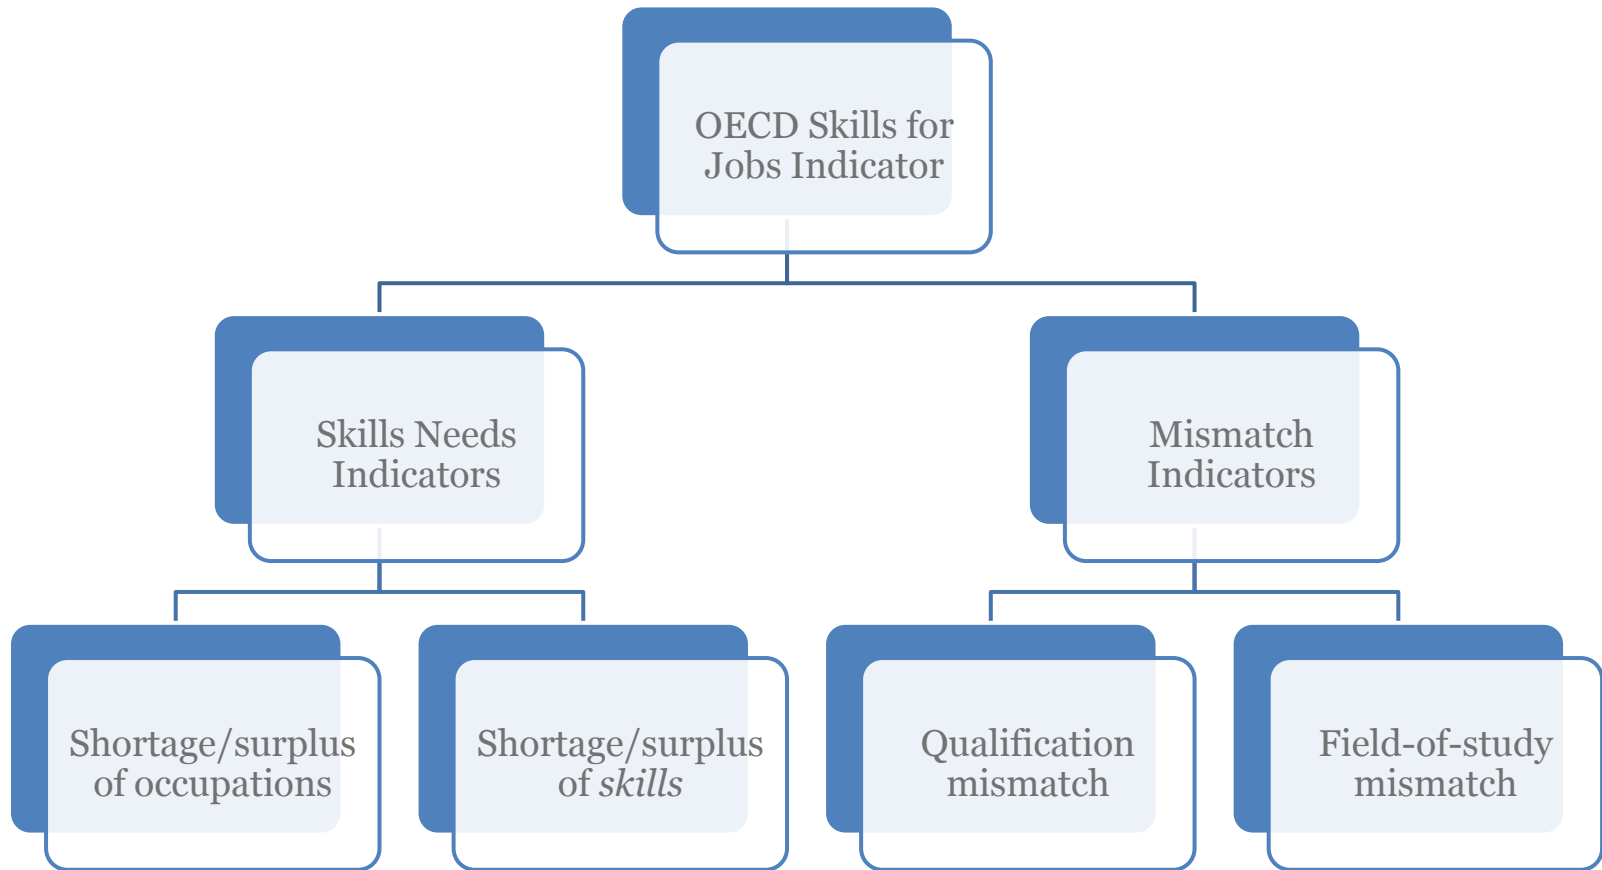 OECD Skills for
Jobs Indicator
Skills Needs
Indicators
Mismatch
Indicators
Shortage/surplus
of occupations
Shortage/surplus
of skills
Qualification
mismatch
Field-of-study
mismatch